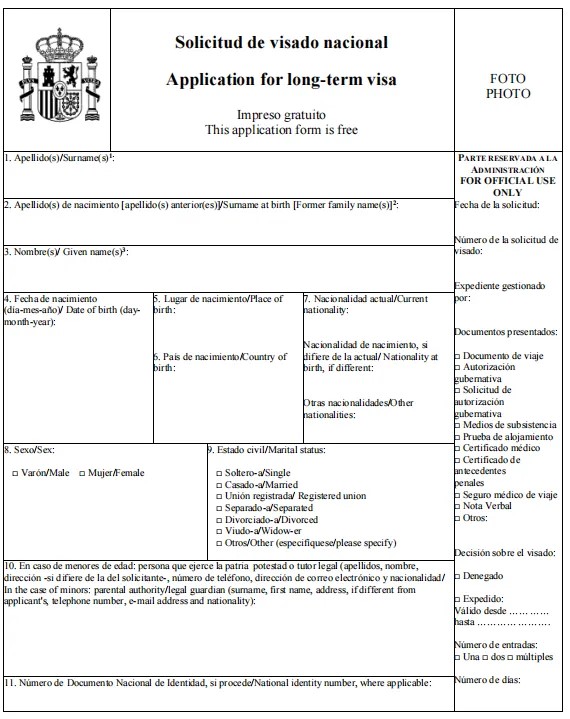 Solicitud de visado nacional
Application for long-term visa
Impreso gratuito
This application form is free
FOTO
PHOTO
1. Apellido(s)/Surname(s)¹:
2. Apellido(s) de nacimiento [apellido(s) anterior(es)]/Surname at birth [Former family name(s)]²:
3. Nombre(s)/ Given name(s)³:
4. Fecha de nacimiento
(día-mes-año)/ Date of birth (day-
month-year):
5. Lugar de nacimiento/Place of
birth:
6. País de nacimiento/Country of
birth:
7. Nacionalidad actual/Current
nationality:
Nacionalidad de nacimiento, si
difiere de la actual/ Nationality at
birth, if different:
Otras nacionalidades/Other
nationalities:
8. Sexo/Sex:
□ Varón/Male □ Mujer/Female
9. Estado civil/Marital status:
□ Soltero-a/Single
□ Casado-a/Married
□ Unión registrada/ Registered union
□ Separado-a/Separated
□ Divorciado-a/Divorced
□ Viudo-a/Widow-er
□ Otros/Other (especifíquese/please specify)
10. En caso de menores de edad: persona que ejerce la patria potestad o tutor legal (apellidos, nombre,
dirección -si difiere de la del solicitante-, número de teléfono, dirección de correo electrónico y nacionalidad/
In the case of minors: parental authority/legal guardian (surname, first name, address, if different from
applicant's, telephone number, e-mail address and nationality):
11. Número de Documento Nacional de Identidad, si procede/National identity number, where applicable:
PARTE RESERVADA A LA
ADMINISTRACIÓN
FOR OFFICIAL USE
ONLY
Fecha de la solicitud:
Número de la solicitud de
visado:
Expediente gestionado
por:
Documentos presentados:
□ Documento de viaje
□ Autorización
gubernativa
□ Solicitud de
autorización
gubernativa
□ Medios de subsistencia
□ Prueba de alojamiento
□ Certificado médico
□ Certificado de
antecedentes
penales
□ Seguro médico de viaje
□ Nota Verbal
□ Otros:
Decisión sobre el visado:
□ Denegado
□ Expedido:
Válido desde …………
hasta ………………….
Número de entradas:
□ Una □ dos □ múltiples
Número de días: